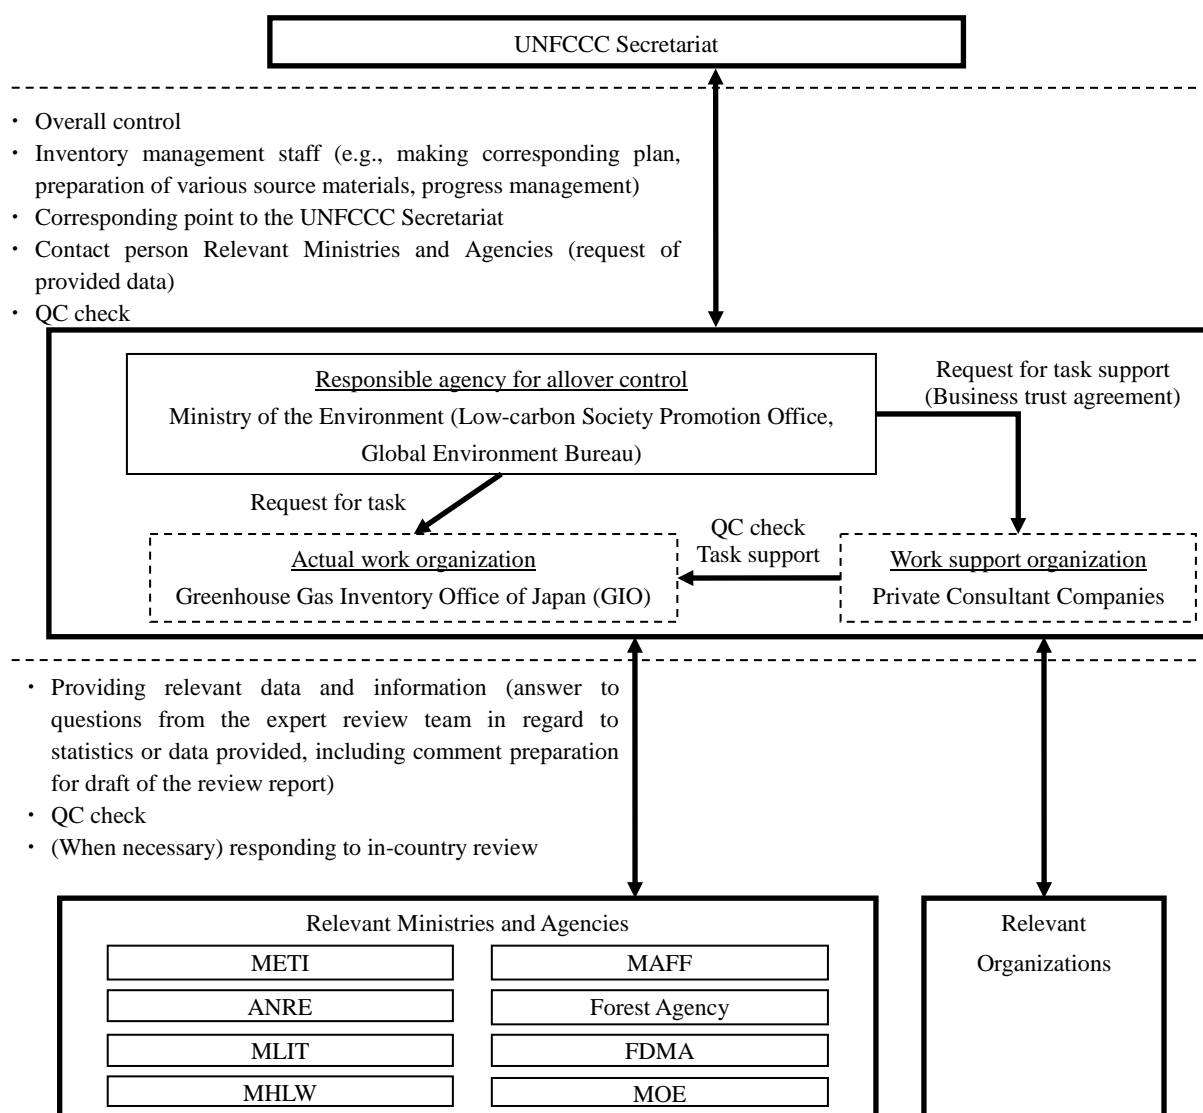 UNFCCC Secretariat
・ Overall control
・ Inventory management staff (e.g., making corresponding plan,
preparation of various source materials, progress management)
・ Corresponding point to the UNFCCC Secretariat
・ Contact person Relevant Ministries and Agencies (request of
provided data)
・ QC check
Responsible agency for allover control
Ministry of the Environment (Low-carbon Society Promotion Office,
Global Environment Bureau)
Request for task support
(Business trust agreement)
Request for task
QC check
Task support
Actual work organization
Greenhouse Gas Inventory Office of Japan (GIO)
Work support organization
Private Consultant Companies
・ Providing relevant data and information (answer to
questions from the expert review team in regard to
statistics or data provided, including comment preparation
for draft of the review report)
・ QC check
・ (When necessary) responding to in-country review
Relevant Ministries and Agencies
METI
MAFF
ANRE
Forest Agency
MLIT
FDMA
MHLW
MOE
Relevant
Organizations